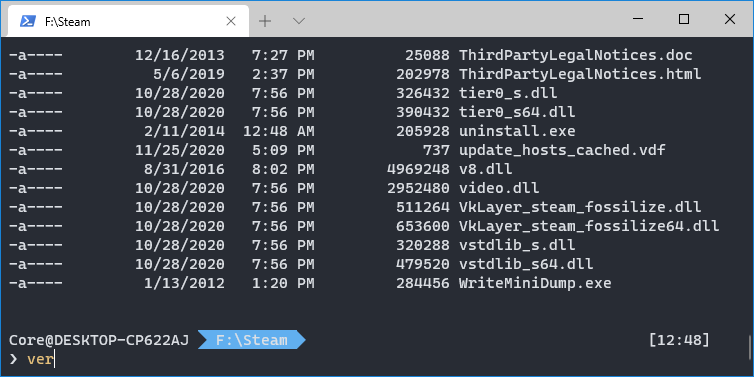 F:\Steam
-a---- 12/16/2013 7:27 PM 25088 ThirdPartyLegalNotices.doc
-a---- 5/6/2019 2:37 PM 202978 ThirdPartyLegalNotices.html
-a---- 10/28/2020 7:56 PM 326432 tier0_s.dll
-a---- 10/28/2020 7:56 PM 390432 tier0_s64.dll
-a---- 2/11/2014 12:48 AM 205928 uninstall.exe
-a---- 11/25/2020 5:09 PM 737 update_hosts_cached.vdf
-a---- 8/31/2016 8:02 PM 4969248 v8.dll
-a---- 10/28/2020 7:56 PM 2952480 video.dll
-a---- 10/28/2020 7:56 PM 511264 VkLayer_steam_fossilize.dll
-a---- 10/28/2020 7:56 PM 653600 VkLayer_steam_fossilize64.dll
-a---- 10/28/2020 7:56 PM 320288 vstdlib_s.dll
-a---- 10/28/2020 7:56 PM 479520 vstdlib_s64.dll
-a---- 1/13/2012 1:20 PM 284456 WriteMiniDump.exe
Core@DESKTOP-CP622AJ F:\Steam [12:48]
❯ ver